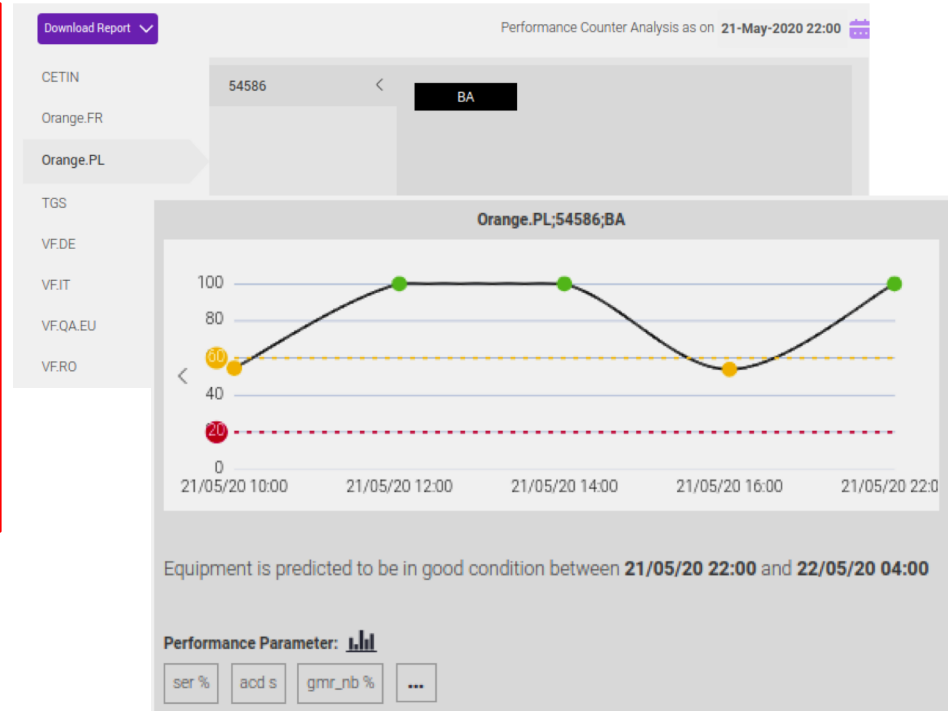 Download Report
Performance Counter Analysis as on 21-May-2020 22:00
CETIN
Orange.FR
Orange.PL
TGS
VF.DE
VF.IT
VF.QA.EU
VF.RO
54586
BA
Orange.PL;54586;BA
100
80
60
40
20
0
21/05/20 10:00 21/05/20 12:00 21/05/20 14:00 21/05/20 16:00 21/05/20 22:0
Equipment is predicted to be in good condition between 21/05/20 22:00 and 22/05/20 04:00
Performance Parameter:
ser % acd s gmr_nb % ...